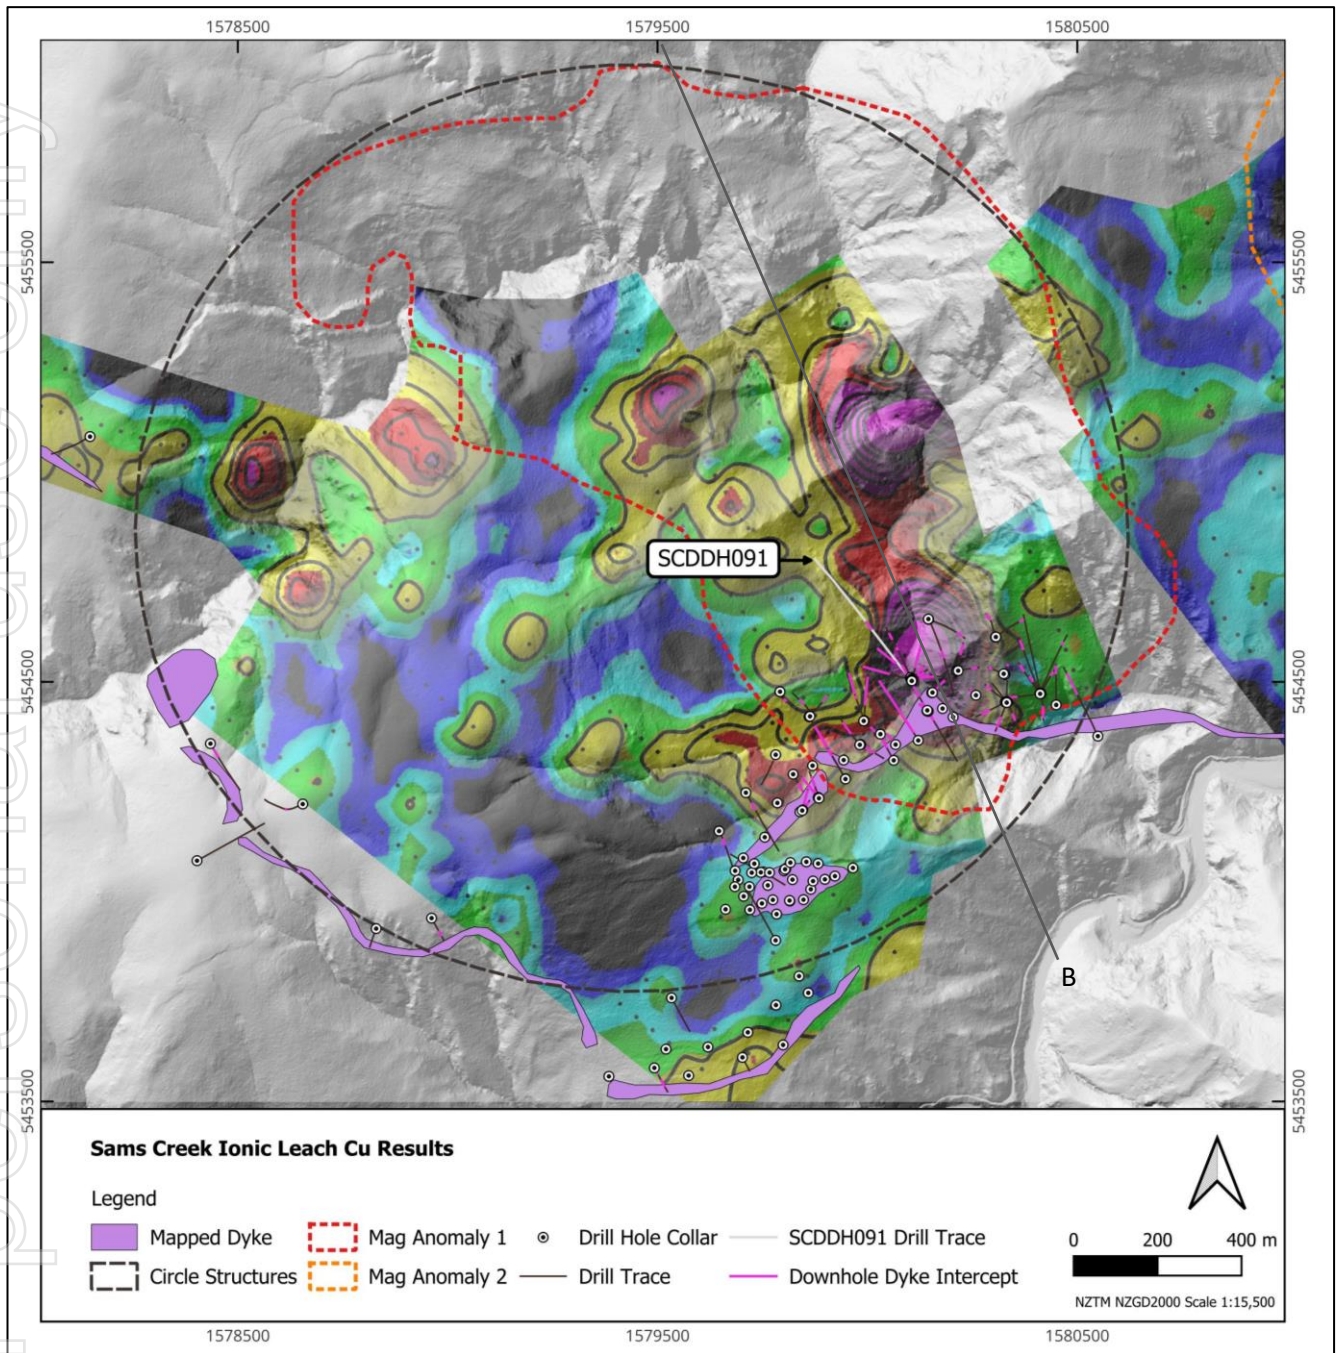 1578500 1579500 1580500
5455500 5455500
SCDDH091
5454500 5454500
B
5453500 5453500
Sams Creek Ionic Leach Cu Results
Legend
Mapped Dyke Mag Anomaly 1 Drill Hole Collar SCDDH091 Drill Trace
Circle Structures Mag Anomaly 2 Drill Trace Downhole Dyke Intercept
0 200 400 m
NZTM NZGD2000 Scale 1:15,500
1578500 1579500 1580500